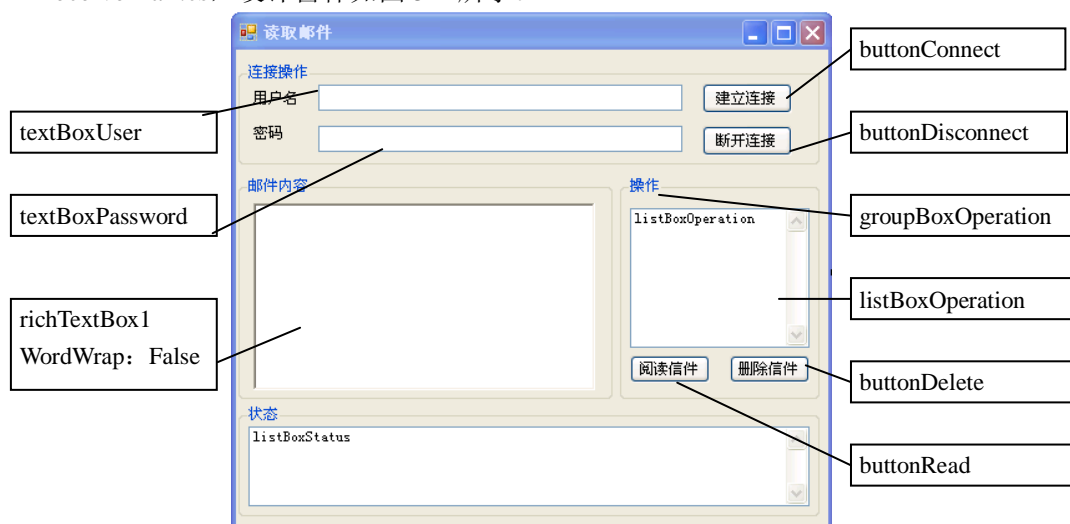 读取邮件
连接操作
用户名
建立连接
密码
断开连接
邮件内容
操作
listBoxOperation
阅读信件
删除信件
状态
listBoxStatus
textBoxUser
textBoxPassword
richTextBox1
WordWrap：False
buttonConnect
buttonDisconnect
groupBoxOperation
listBoxOperation
buttonDelete
buttonRead